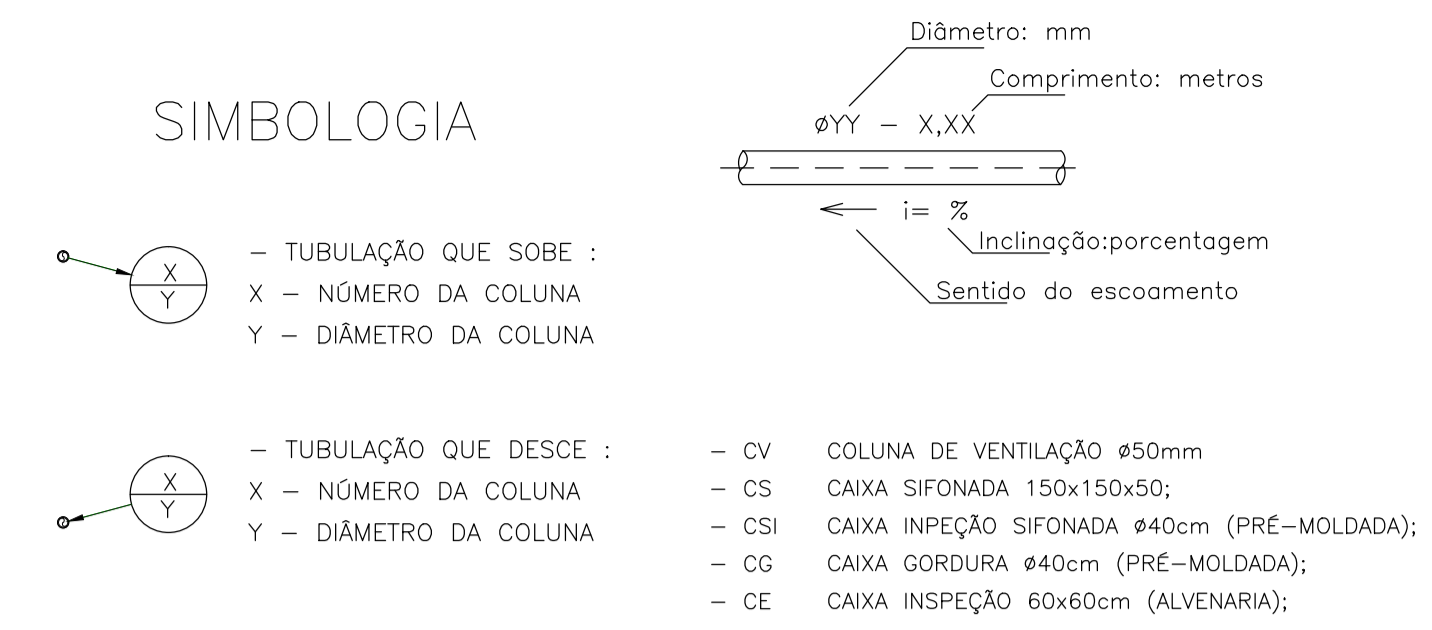 SIMBOLOGIA
Diâmetro: mm
Comprimento: metros
øYY – X,XX
i= %
Inclinação:porcentagem
Sentido do escoamento
X
Y
– TUBULAÇÃO QUE SOBE :
X – NÚMERO DA COLUNA
Y – DIÂMETRO DA COLUNA
X
Y
– TUBULAÇÃO QUE DESCE :
X – NÚMERO DA COLUNA
Y – DIÂMETRO DA COLUNA
– CV COLUNA DE VENTILAÇÃO ø50mm
– CS CAIXA SIFONADA 150x150x50;
– CSI CAIXA INPEÇÃO SIFONADA ø40cm (PRÉ–MOLDADA);
– CG CAIXA GORDURA ø40cm (PRÉ–MOLDADA);
– CE CAIXA INSPEÇÃO 60x60cm (ALVENARIA);